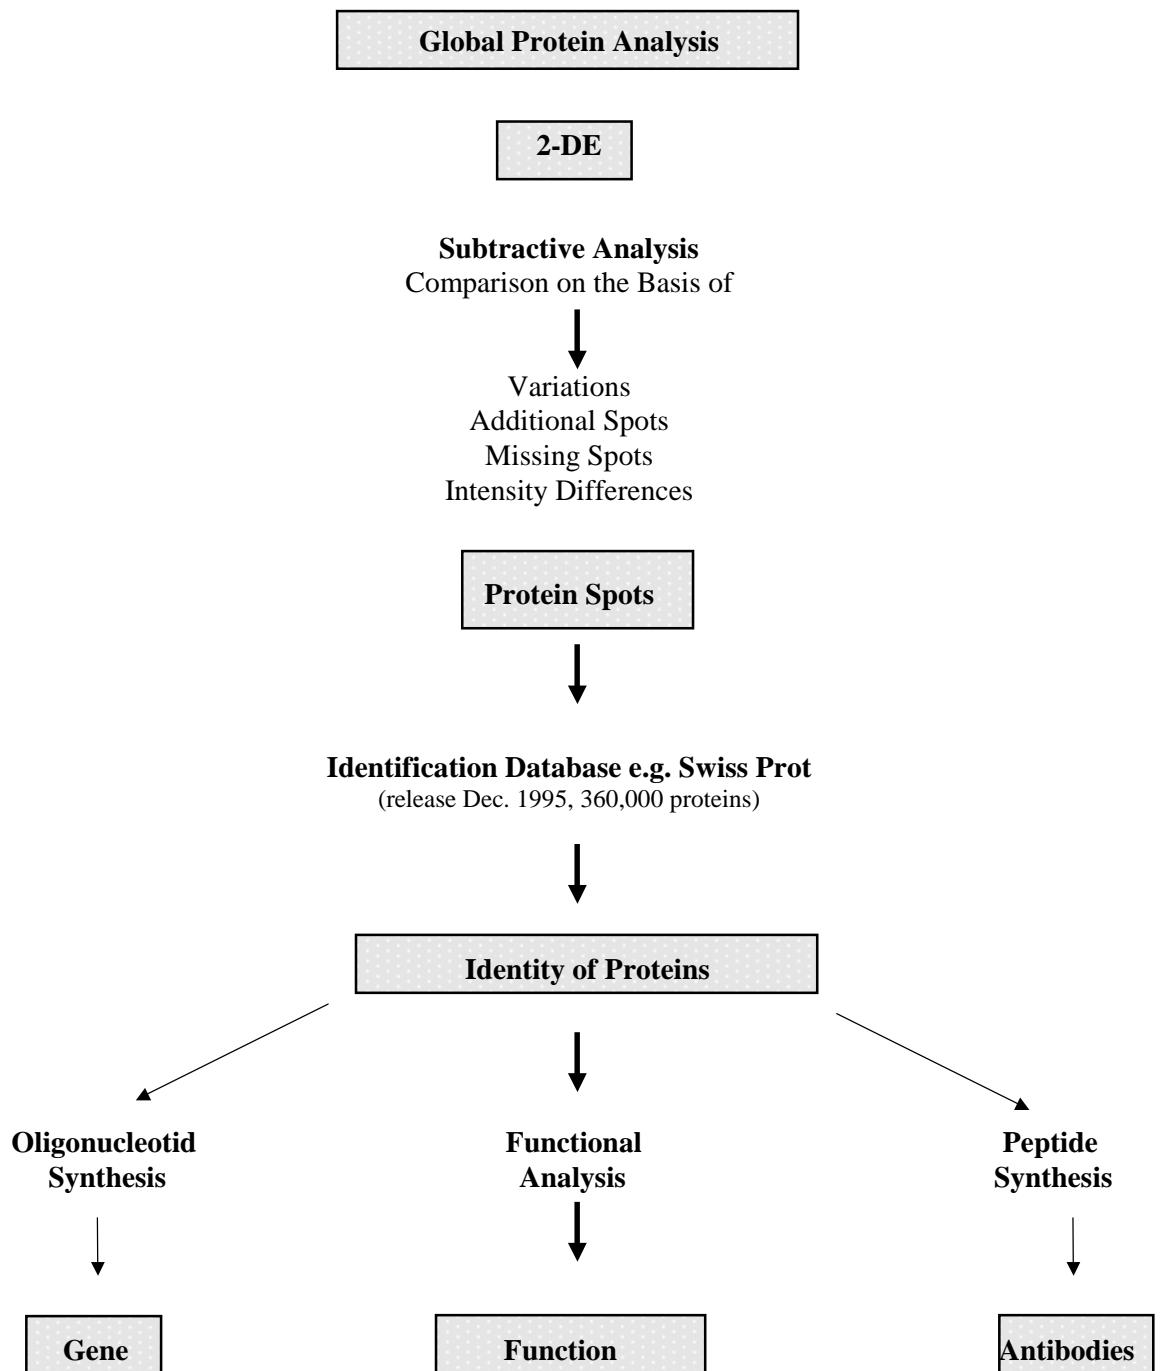 Global Protein Analysis
2-DE
Subtractive Analysis
Comparison on the Basis of
Variations
Additional Spots
Missing Spots
Intensity Differences
Protein Spots
Identification Database e.g. Swiss Prot
(release Dec. 1995, 360,000 proteins)
Identity of Proteins
Oligonucleotid
Synthesis
Functional
Analysis
Peptide
Synthesis
Gene
Function
Antibodies